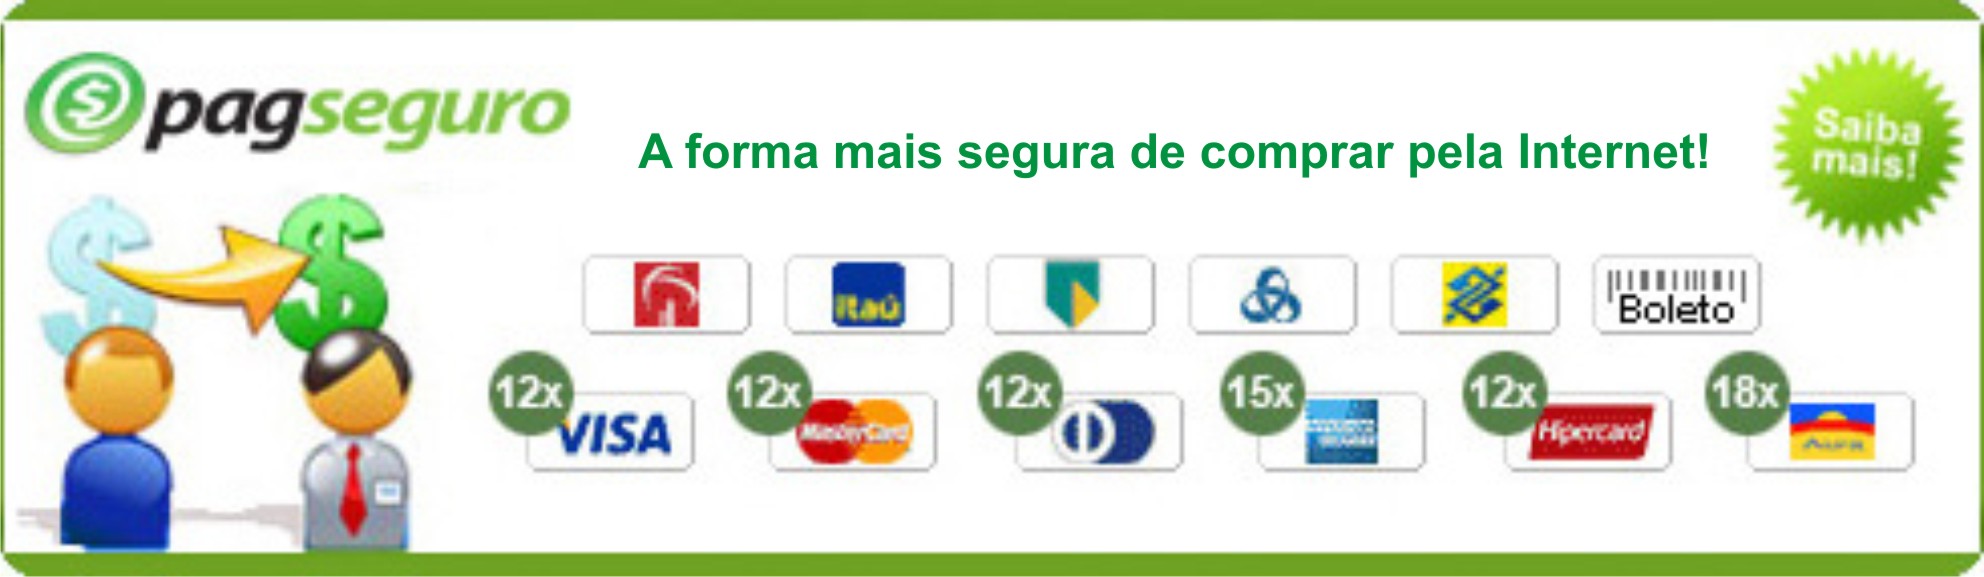 pagseguro
A forma mais segura de comprar pela Internet!
Saiba
mais!
itaú
Boleto
12x
VISA
12x
MasterCard
12x
15x
12x
Hipercard
18x
Aura